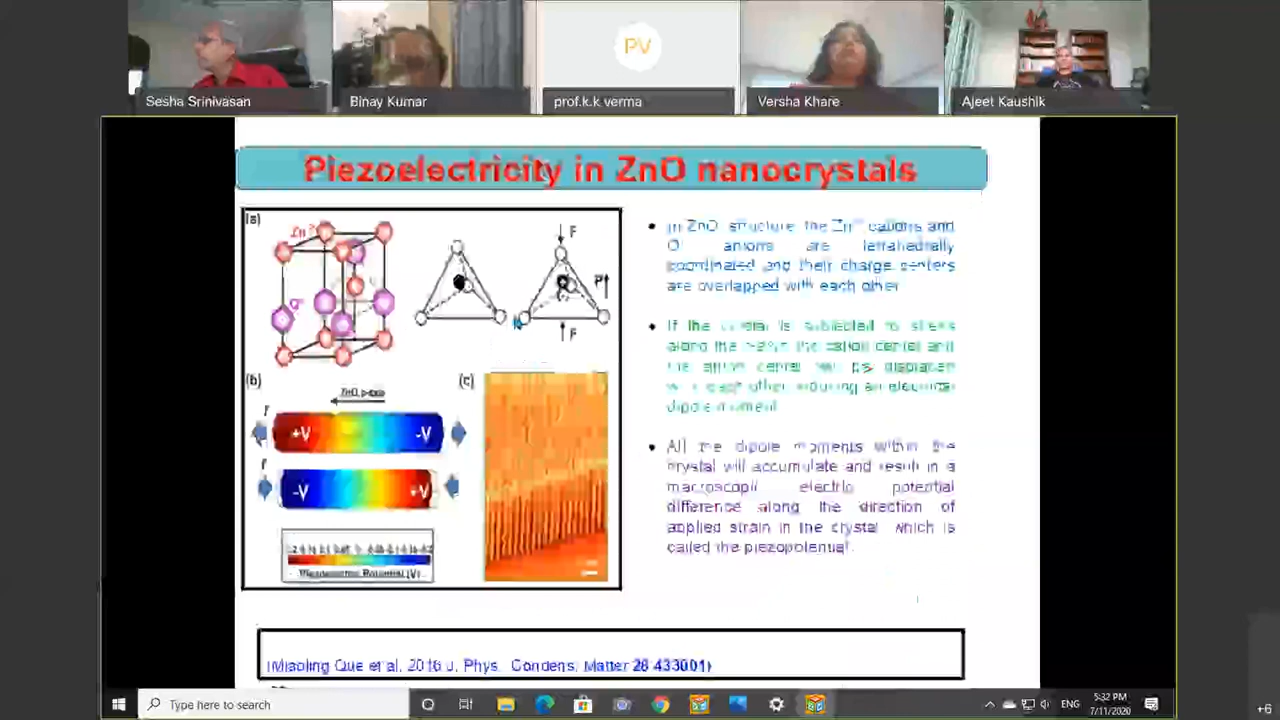 PV
Sesha Srinivasan
Binay Kumar
prof.k.k verma
Versha Khare
Ajeet Kaushik
Piezoelectricity in ZnO nanocrystals
(a)
F
F
P
(b)
(c)
+V
-V
-V
+V
Potential (V)
In ZnO structure the Zn cations and
O anions are tetrahedrally
coordinated and their charge centers
are overlapped with each other
If the crystal is subjected to stress
along the the cation center and
the anion center will be displaced
each other inducing an electrical
dipole moment
All the dipole moments within the
crystal will accumulate and result in a
macroscopic electric potential
difference along the direction of
applied strain in the crystal which is
called the piezopotential.
(Miaoling Que et al. 2016 J. Phys. Condens. Matter 28 433001)
Type here to search
ENG
5:32 PM
7/11/2020
+6